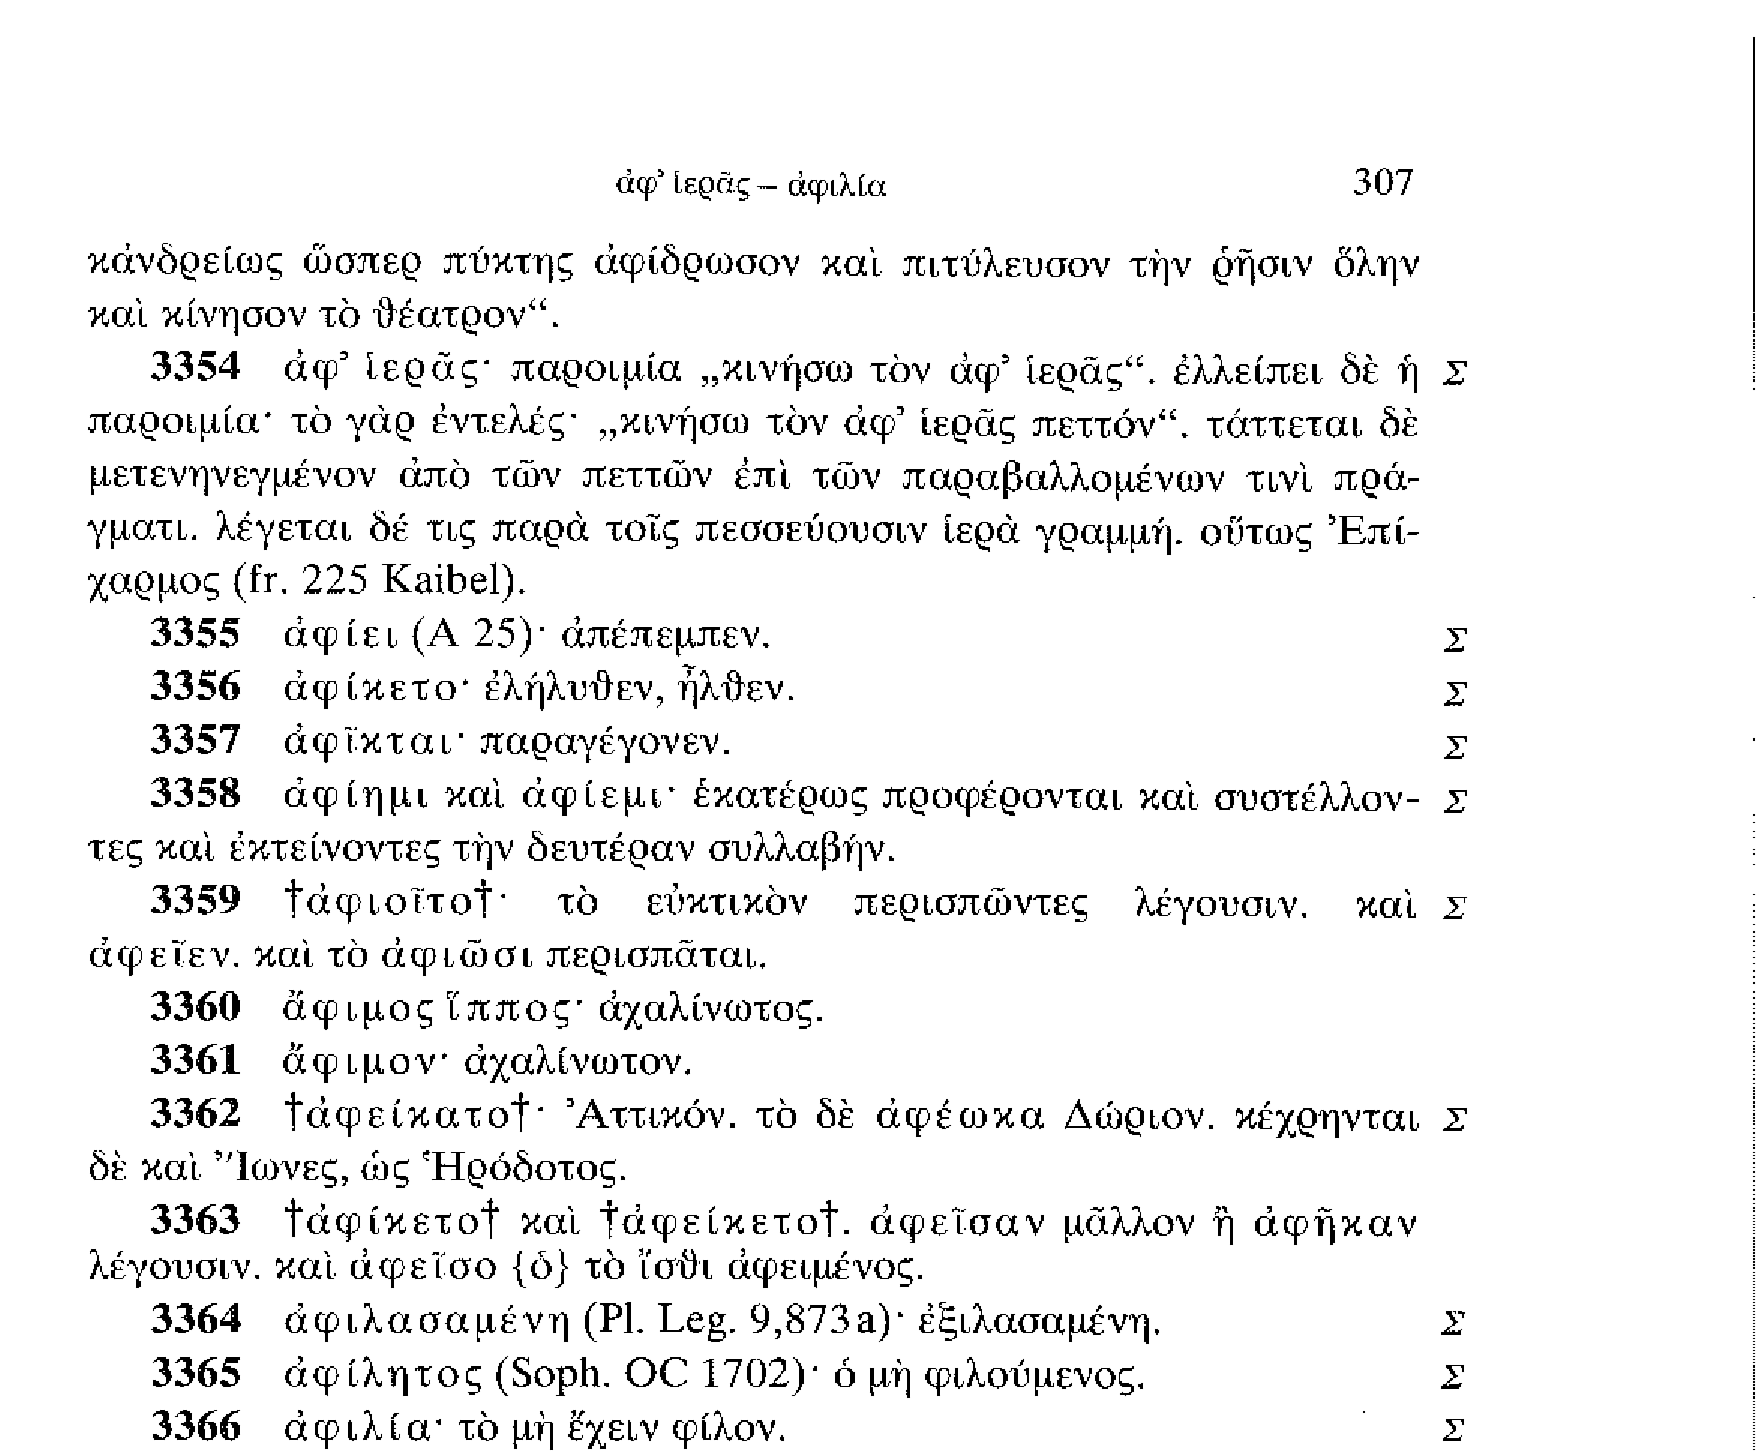 ἀφ’ ἱερᾶς – ἀφιλία 307
κἀνδρείως ὥσπερ πύκτης ἀφίδρωσον καὶ πιτύλευσον τὴν ῥῆσιν ὅλην
καὶ κίνησον τὸ θέατρον“.
3354 ἀφ’ ἱερᾶς· παροιμία „κινήσω τὸν ἀφ’ ἱερᾶς“. ἐλλείπει δὲ ἡ Σ
παροιμία· τὸ γὰρ ἐντελές· „κινήσω τὸν ἀφ’ ἱερᾶς πεττόν“. τάττεται δὲ
μετενηνεγμένον ἀπὸ τῶν πεττῶν ἐπὶ τῶν παραβαλλομένων τινὶ πρά-
γματι. λέγεται δέ τις παρὰ τοῖς πεσσεύουσιν ἱερὰ γραμμή. οὕτως Ἐπί-
χαρμος (fr. 225 Kaibel).
3355 ἀφίει (Α 25)· ἀπέπεμπεν. Σ
3356 ἀφίκετο· ἐλήλυθεν, ἦλθεν. Σ
3357 ἀφῖκται· παραγέγονεν. Σ
3358 ἀφίημι καὶ ἀφίεμι· ἑκατέρως προφέρονται καὶ συστέλλον- Σ
τες καὶ ἐκτείνοντες τὴν δευτέραν συλλαβήν.
3359 †ἀφιοῖτο†· τὸ εὐκτικὸν περισπῶντες λέγουσιν. καὶ Σ
ἀφεῖεν. καὶ τὸ ἀφιῶσι περισπᾶται.
3360 ἄφιμος ἵππος· ἀχαλίνωτος.
3361 ἄφιμον· ἀχαλίνωτον.
3362 †ἀφείκατο†· Ἀττικόν. τὸ δὲ ἀφέωκα Δώριον. κέχρηνται Σ
δὲ καὶ Ἴωνες, ὡς Ἡρόδοτος.
3363 †ἀφίκετο† καὶ †ἀφείκετο†. ἀφεῖσαν μᾶλλον ἢ ἀφῆκαν
λέγουσιν. καὶ ἀφεῖσο {ὁ} τὸ ἴσθι ἀφειμένος.
3364 ἀφιλασαμένη (Pl. Leg. 9,873a)· ἐξιλασαμένη. Σ
3365 ἀφίλητος (Soph. OC 1702)· ὁ μὴ φιλούμενος. Σ
3366 ἀφιλία· τὸ μὴ ἔχειν φίλον. Σ